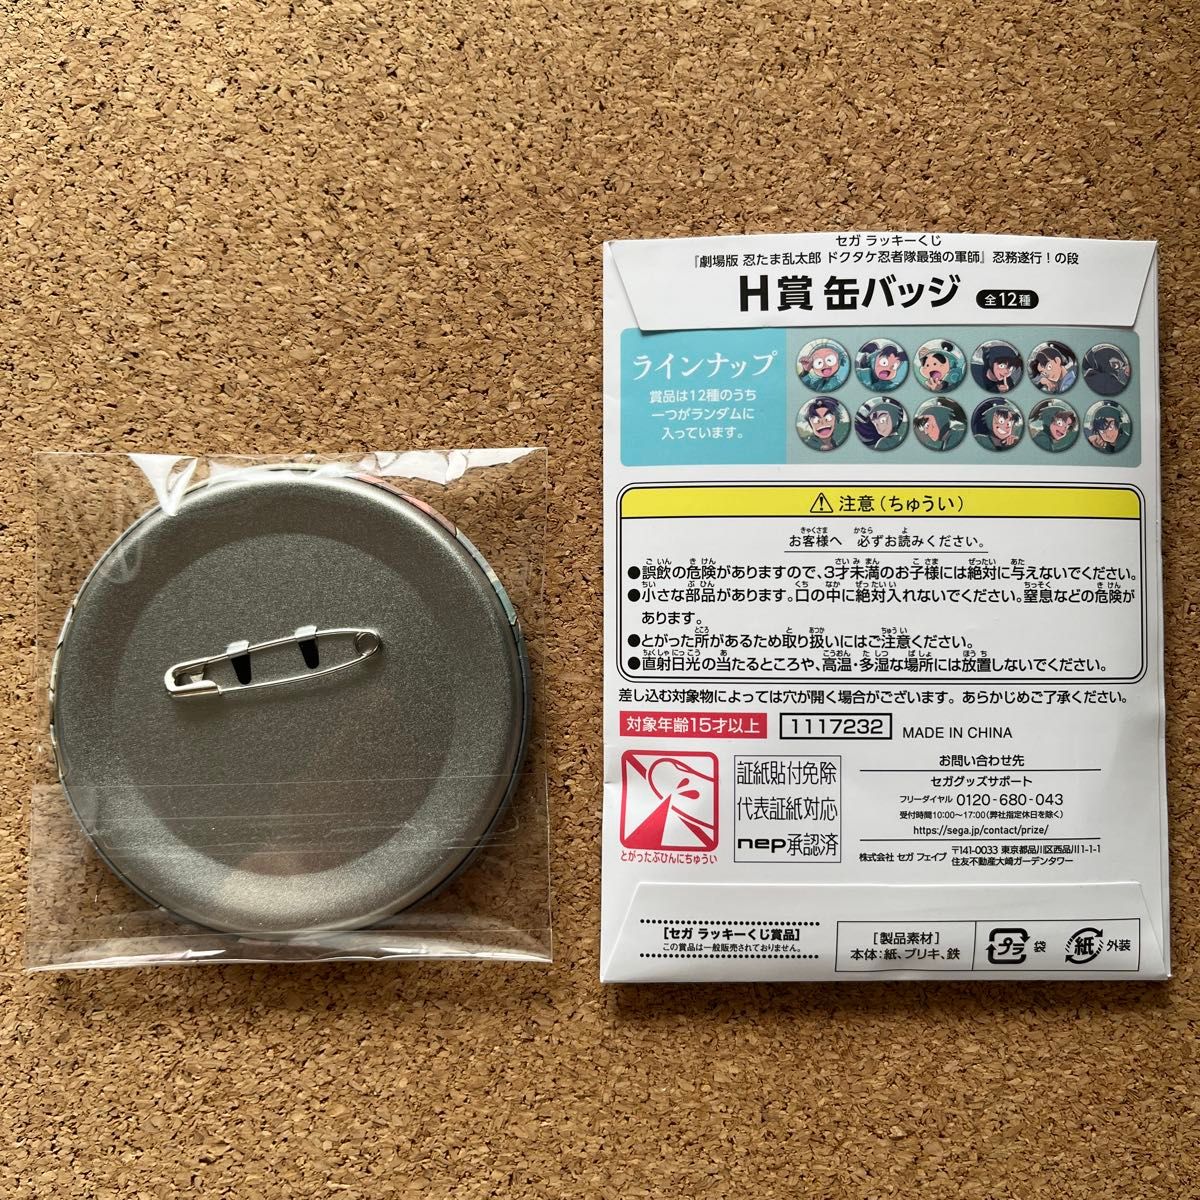 セガ ラッキーくじ
『劇場版 忍たま乱太郎 ドクタケ忍者隊最強の軍師』 忍務遂行！の段
H賞 缶バッジ 全12種
ラインナップ
賞品は12種のうち
一つがランダムに
入っています。
⚠注意（ちゅうい）
お客様へ 必ずお読みください。
●誤飲の危険がありますので、3才未満のお子様には絶対に与えないでください。
●小さな部品があります。口の中に絶対入れないでください。窒息などの危険が
あります。
●とがった所があるため取り扱いにはご注意ください。
●直射日光の当たるところや、高温・多湿な場所には放置しないでください。
差し込む対象物によっては穴が開く場合がございます。あらかじめご了承ください。
対象年齢15才以上 1117232 MADE IN CHINA
とがったぶひんにちゅうい
証紙貼付免除
代表証紙対応
nep承認済
お問い合わせ先
セガグッズサポート
フリーダイヤル 0120-680-043
受付時間10:00〜17:00（弊社指定休日を除く）
https://sega.jp/contact/prize/
株式会社 セガ フェイブ 〒141-0033 東京都品川区西品川1-1-1
住友不動産大崎ガーデンタワー
[セガ ラッキーくじ賞品]
この賞品は一般販売されておりません。
[製品素材]
本体：紙、ブリキ、鉄
プラ 袋
紙 外装